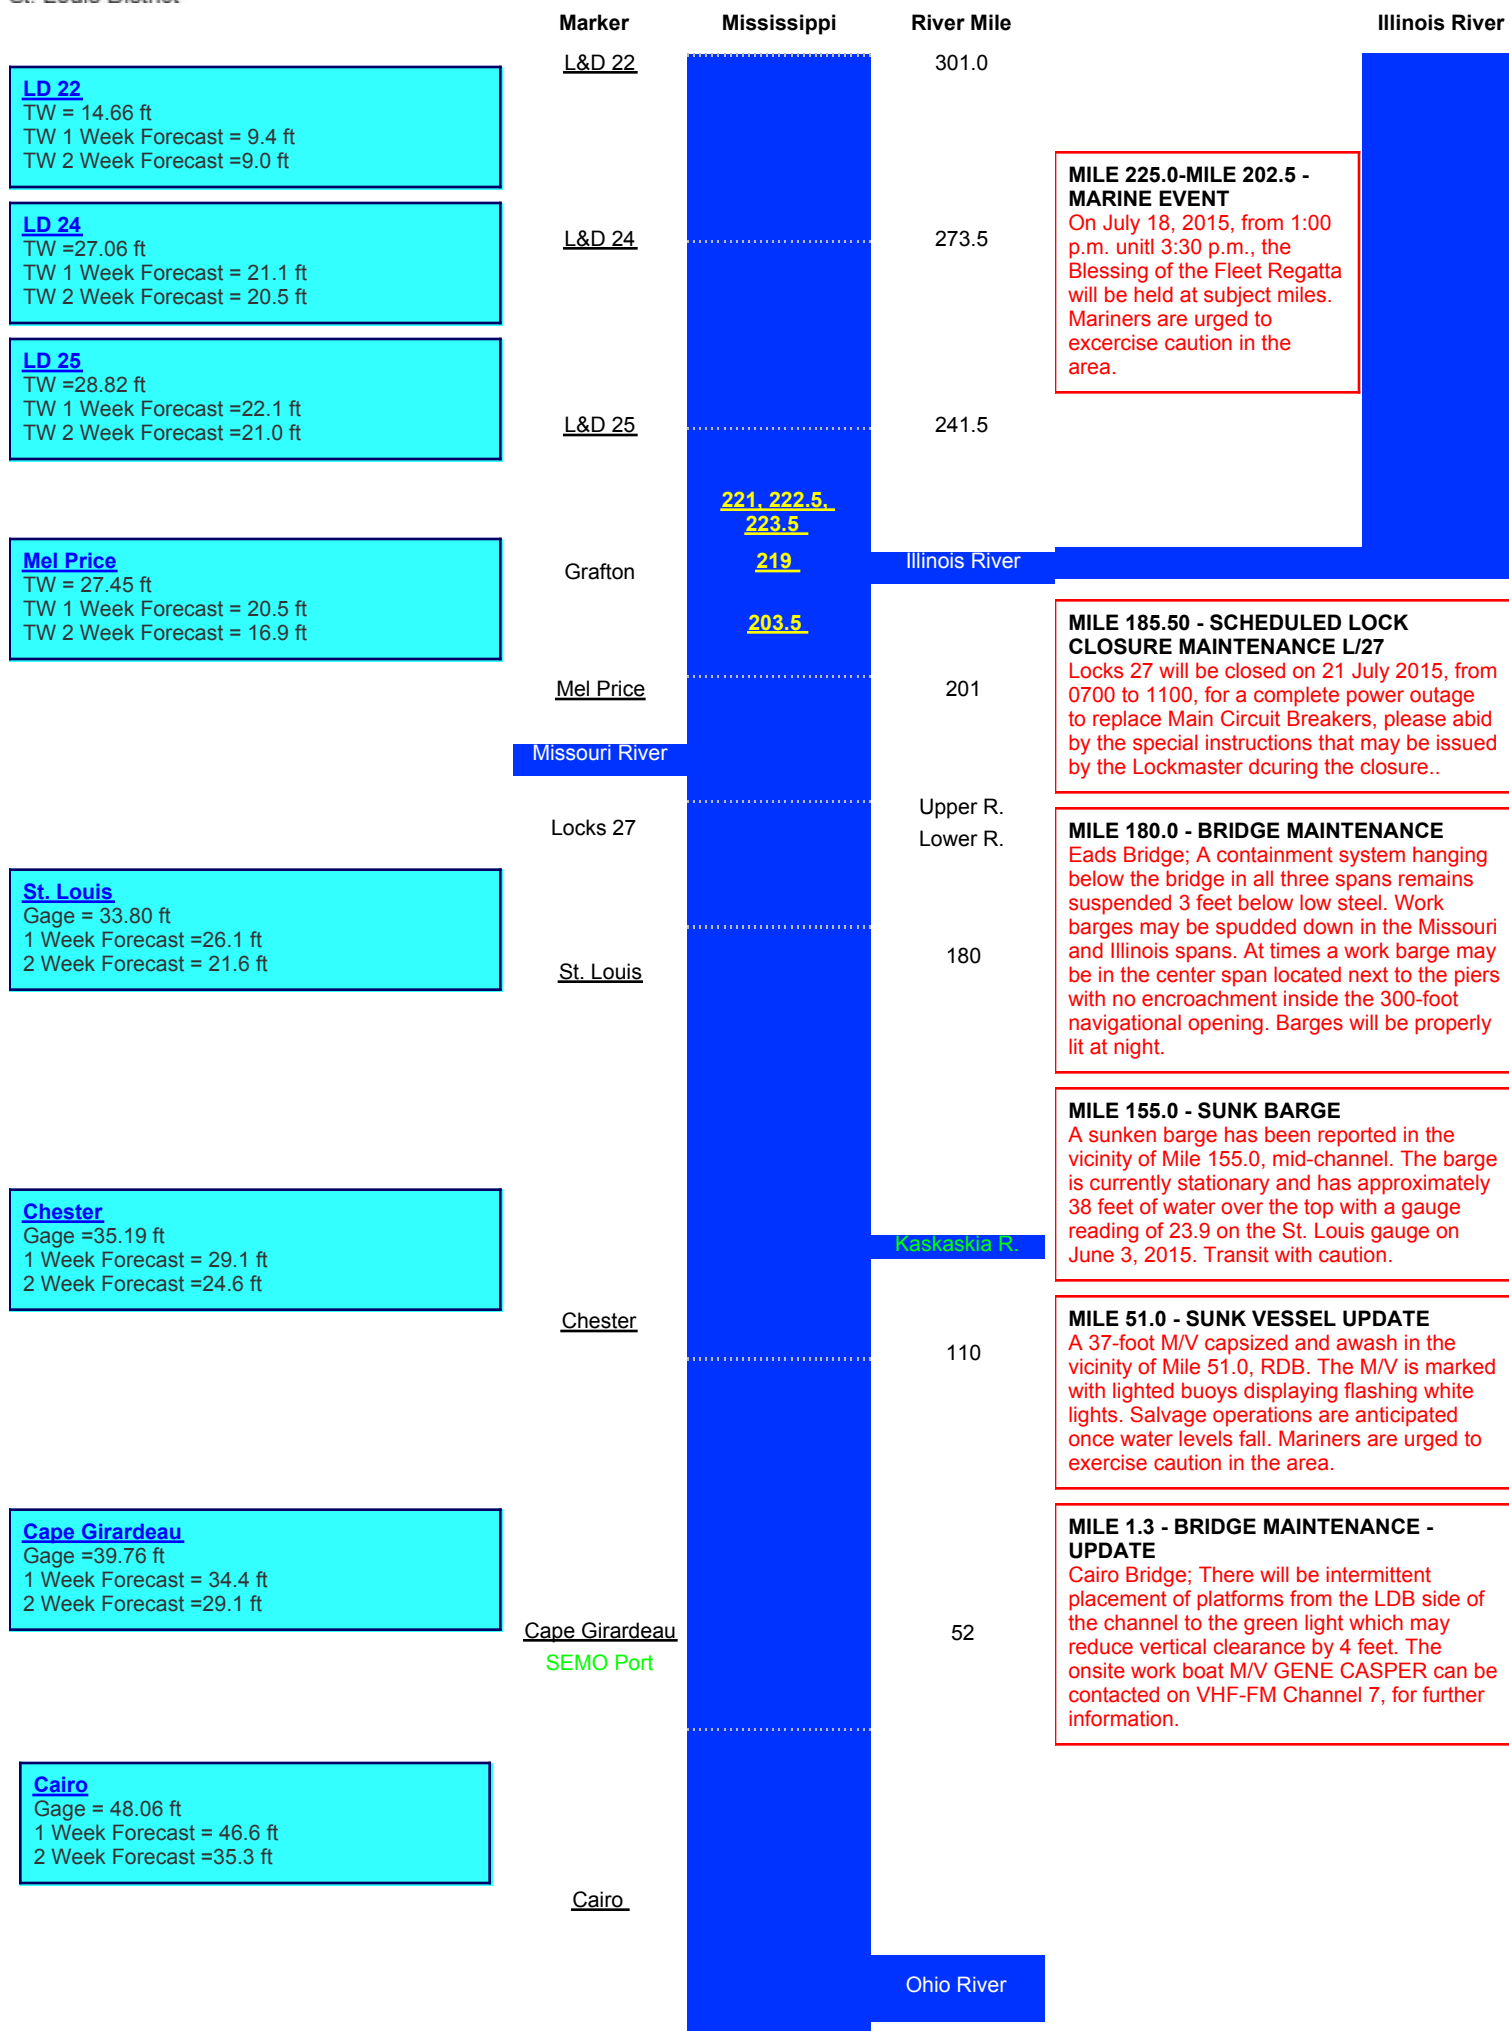 St. Louis District
Marker Mississippi River Mile Illinois River
L&D 22 301.0
LD 22
TW = 14.66 ft
TW 1 Week Forecast = 9.4 ft
TW 2 Week Forecast =9.0 ft
MILE 225.0-MILE 202.5 -
MARINE EVENT
On July 18, 2015, from 1:00
p.m. unitl 3:30 p.m., the
Blessing of the Fleet Regatta
will be held at subject miles.
Mariners are urged to
excercise caution in the
area.
LD 24
TW =27.06 ft
TW 1 Week Forecast = 21.1 ft
TW 2 Week Forecast = 20.5 ft
L&D 24 273.5
LD 25
TW =28.82 ft
TW 1 Week Forecast =22.1 ft
TW 2 Week Forecast =21.0 ft
L&D 25 241.5
221, 222.5,
223.5
Mel Price
TW = 27.45 ft
TW 1 Week Forecast = 20.5 ft
TW 2 Week Forecast = 16.9 ft
Grafton 219 Illinois River
203.5
MILE 185.50 - SCHEDULED LOCK
CLOSURE MAINTENANCE L/27
Locks 27 will be closed on 21 July 2015, from
0700 to 1100, for a complete power outage
to replace Main Circuit Breakers, please abid
by the special instructions that may be issued
by the Lockmaster dcuring the closure..
Mel Price 201
Missouri River
Locks 27 Upper R.
Lower R.
MILE 180.0 - BRIDGE MAINTENANCE
Eads Bridge; A containment system hanging
below the bridge in all three spans remains
suspended 3 feet below low steel. Work
barges may be spudded down in the Missouri
and Illinois spans. At times a work barge may
be in the center span located next to the piers
with no encroachment inside the 300-foot
navigational opening. Barges will be properly
lit at night.
St. Louis
Gage = 33.80 ft
1 Week Forecast =26.1 ft
2 Week Forecast = 21.6 ft
St. Louis 180
MILE 155.0 - SUNK BARGE
A sunken barge has been reported in the
vicinity of Mile 155.0, mid-channel. The barge
is currently stationary and has approximately
38 feet of water over the top with a gauge
reading of 23.9 on the St. Louis gauge on
June 3, 2015. Transit with caution.
Chester
Gage =35.19 ft
1 Week Forecast = 29.1 ft
2 Week Forecast =24.6 ft
Kaskaskia R.
Chester 110
MILE 51.0 - SUNK VESSEL UPDATE
A 37-foot M/V capsized and awash in the
vicinity of Mile 51.0, RDB. The M/V is marked
with lighted buoys displaying flashing white
lights. Salvage operations are anticipated
once water levels fall. Mariners are urged to
exercise caution in the area.
Cape Girardeau
Gage =39.76 ft
1 Week Forecast = 34.4 ft
2 Week Forecast =29.1 ft
Cape Girardeau 52
SEMO Port
MILE 1.3 - BRIDGE MAINTENANCE -
UPDATE
Cairo Bridge; There will be intermittent
placement of platforms from the LDB side of
the channel to the green light which may
reduce vertical clearance by 4 feet. The
onsite work boat M/V GENE CASPER can be
contacted on VHF-FM Channel 7, for further
information.
Cairo
Gage = 48.06 ft
1 Week Forecast = 46.6 ft
2 Week Forecast =35.3 ft
Cairo
Ohio River